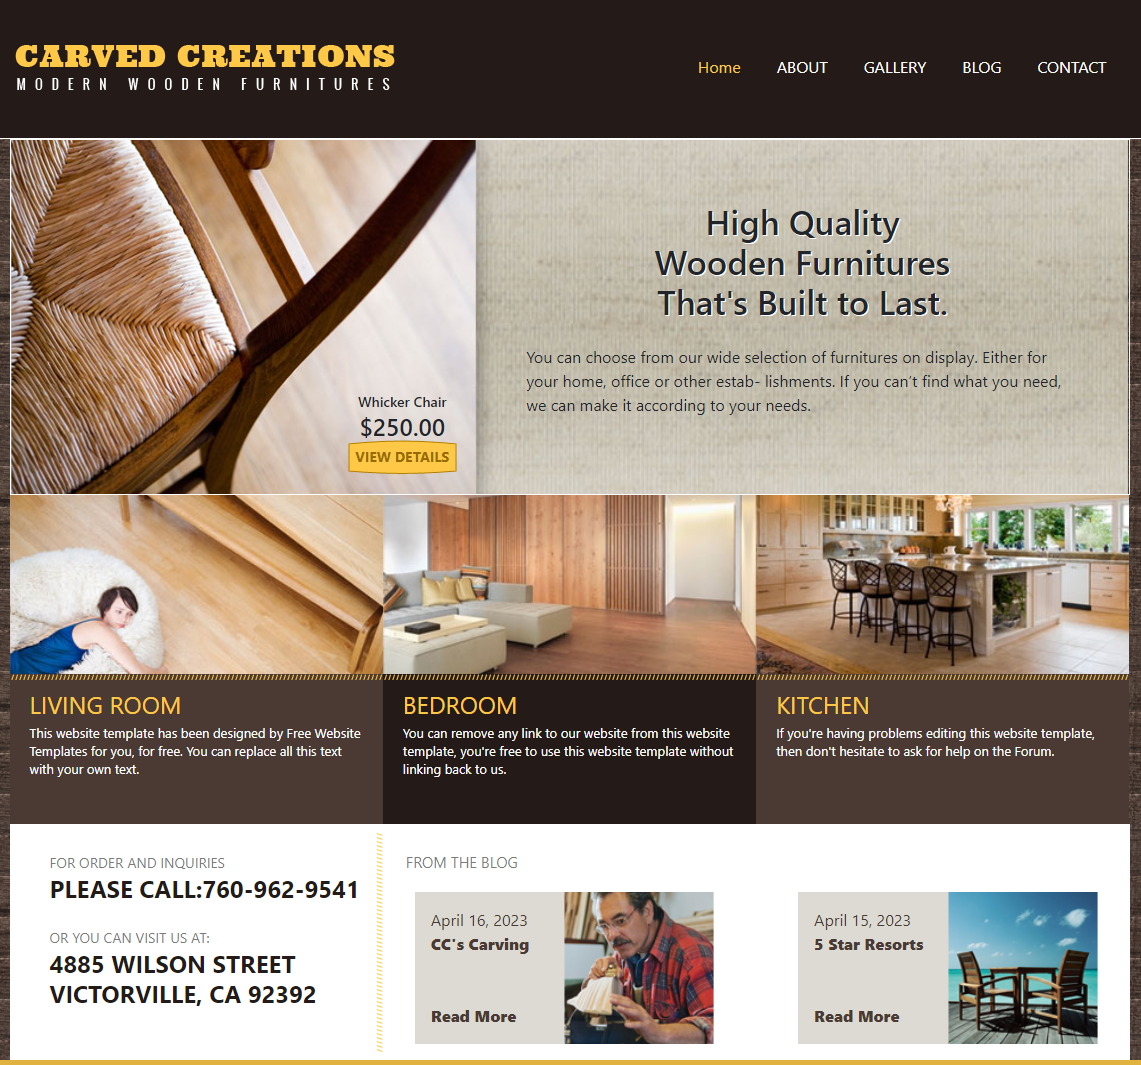 CARVED CREATIONS
MODERN WOODEN FURNITURES
Home ABOUT GALLERY BLOG CONTACT
High Quality
Wooden Furnitures
That's Built to Last.
You can choose from our wide selection of furnitures on display. Either for
your home, office or other estab- lishments. If you can’t find what you need,
we can make it according to your needs.
Whicker Chair
$250.00
VIEW DETAILS
LIVING ROOM
This website template has been designed by Free Website
Templates for you, for free. You can replace all this text
with your own text.
BEDROOM
You can remove any link to our website from this website
template, you're free to use this website template without
linking back to us.
KITCHEN
If you're having problems editing this website template,
then don't hesitate to ask for help on the Forum.
FOR ORDER AND INQUIRIES
PLEASE CALL:760-962-9541
OR YOU CAN VISIT US AT:
4885 WILSON STREET
VICTORVILLE, CA 92392
FROM THE BLOG
April 16, 2023
CC's Carving
Read More
April 15, 2023
5 Star Resorts
Read More